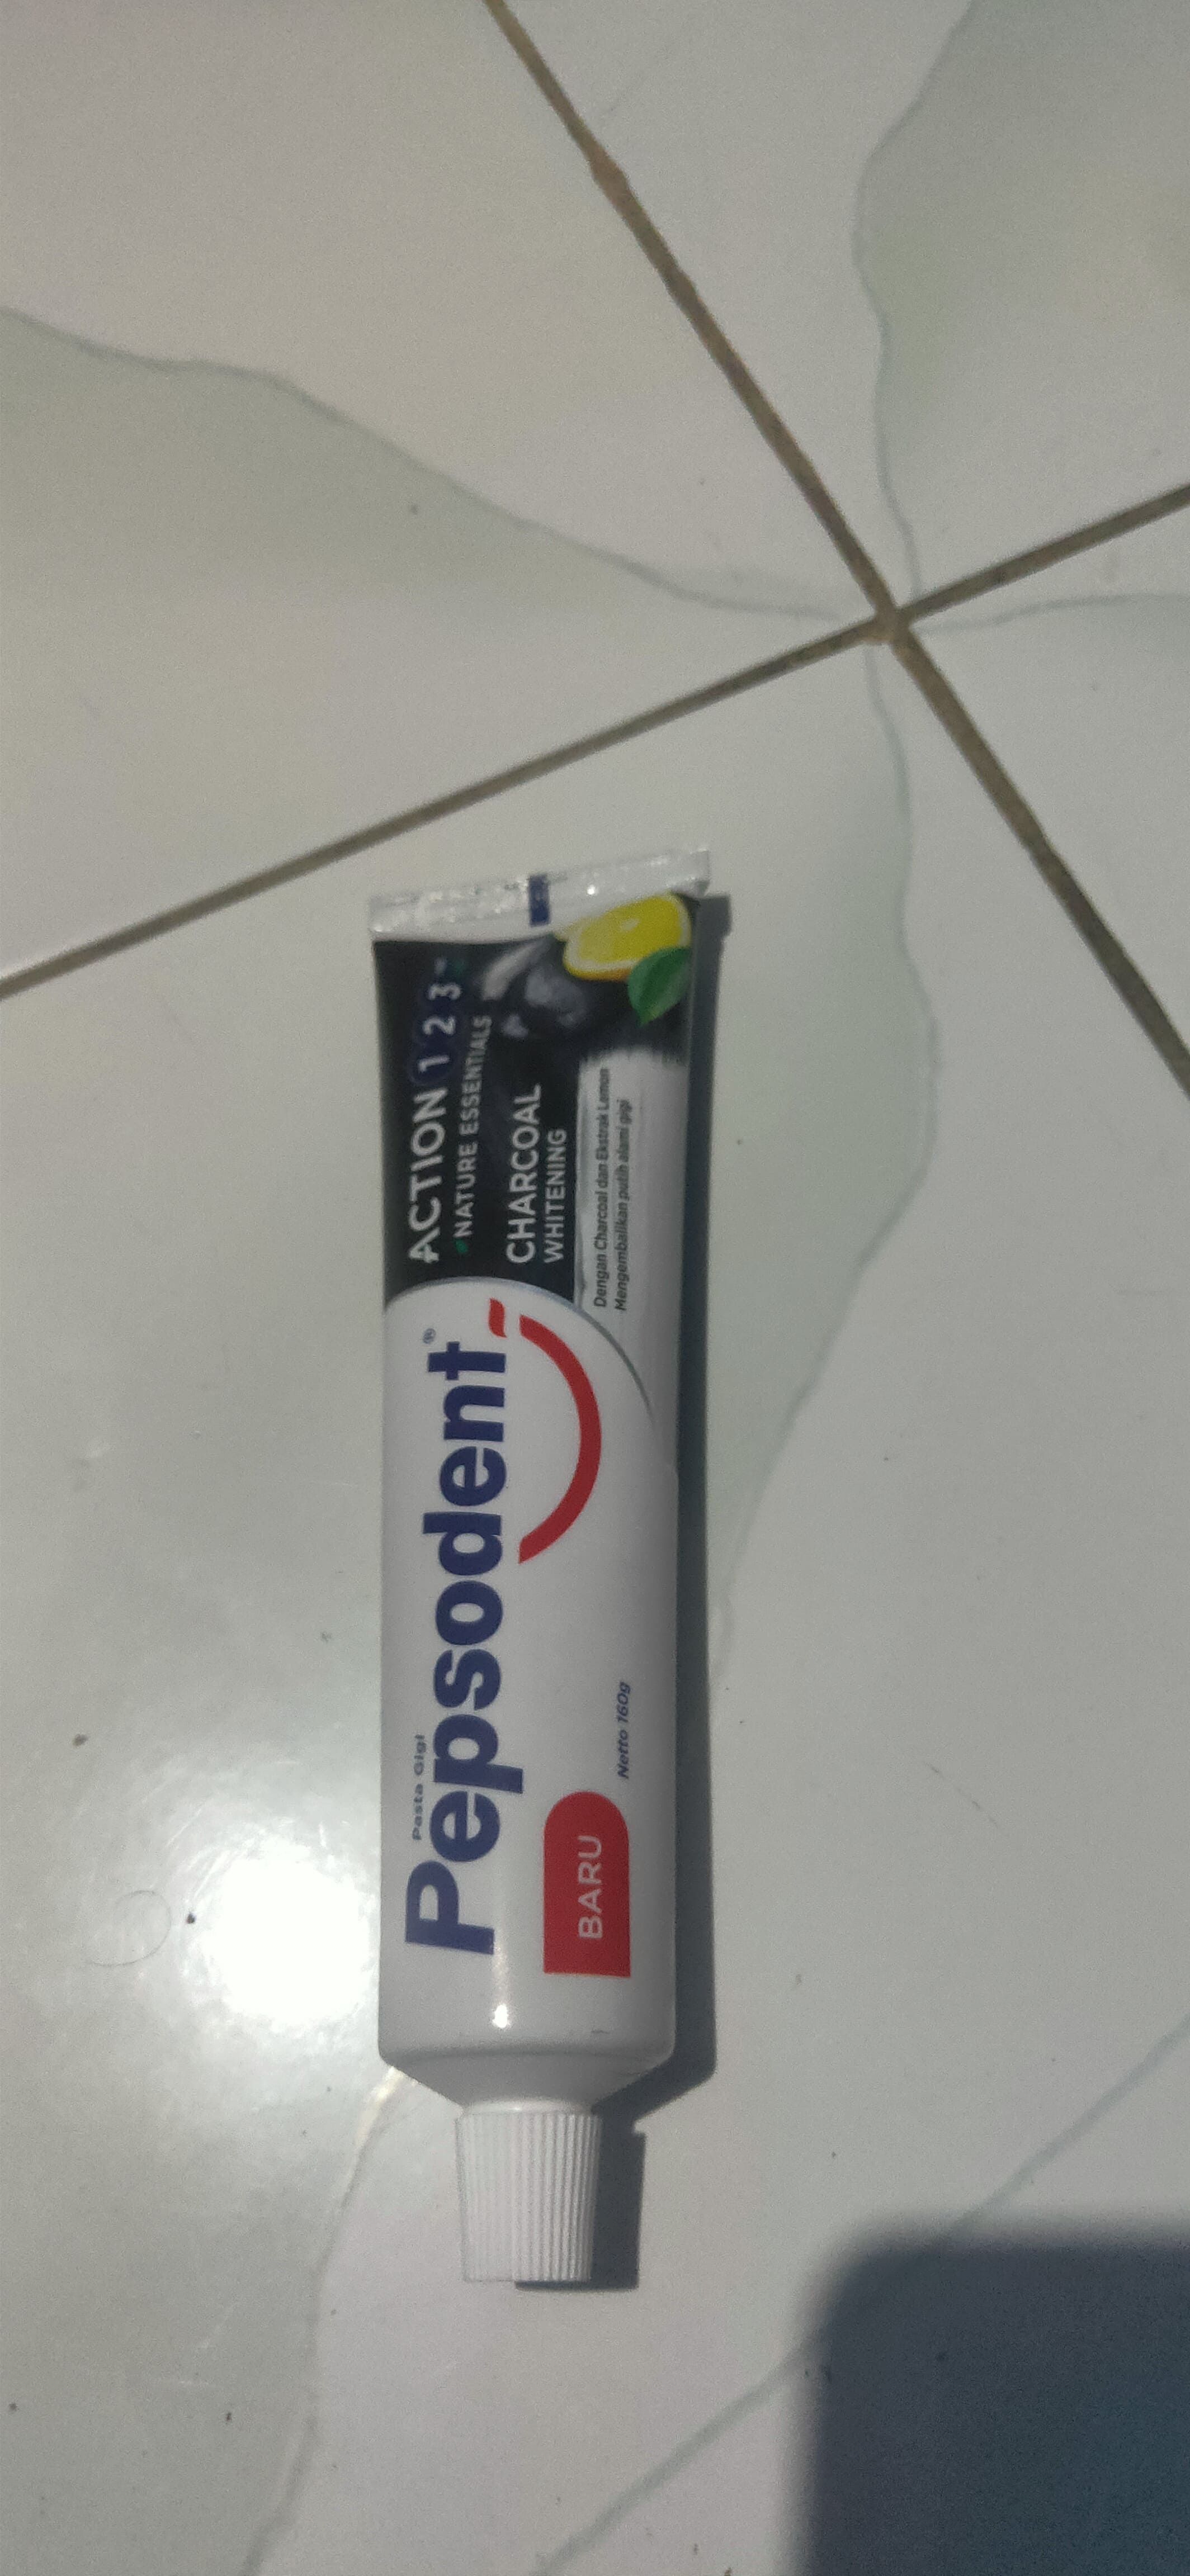 Pasta Gigi
Pepsodent®
BARU
Netto 160g
ACTION 1 2 3™
NATURE ESSENTIALS
CHARCOAL
WHITENING
Dengan Charcoal dan Ekstrak Lemon
Mengembalikan putih alami gigi